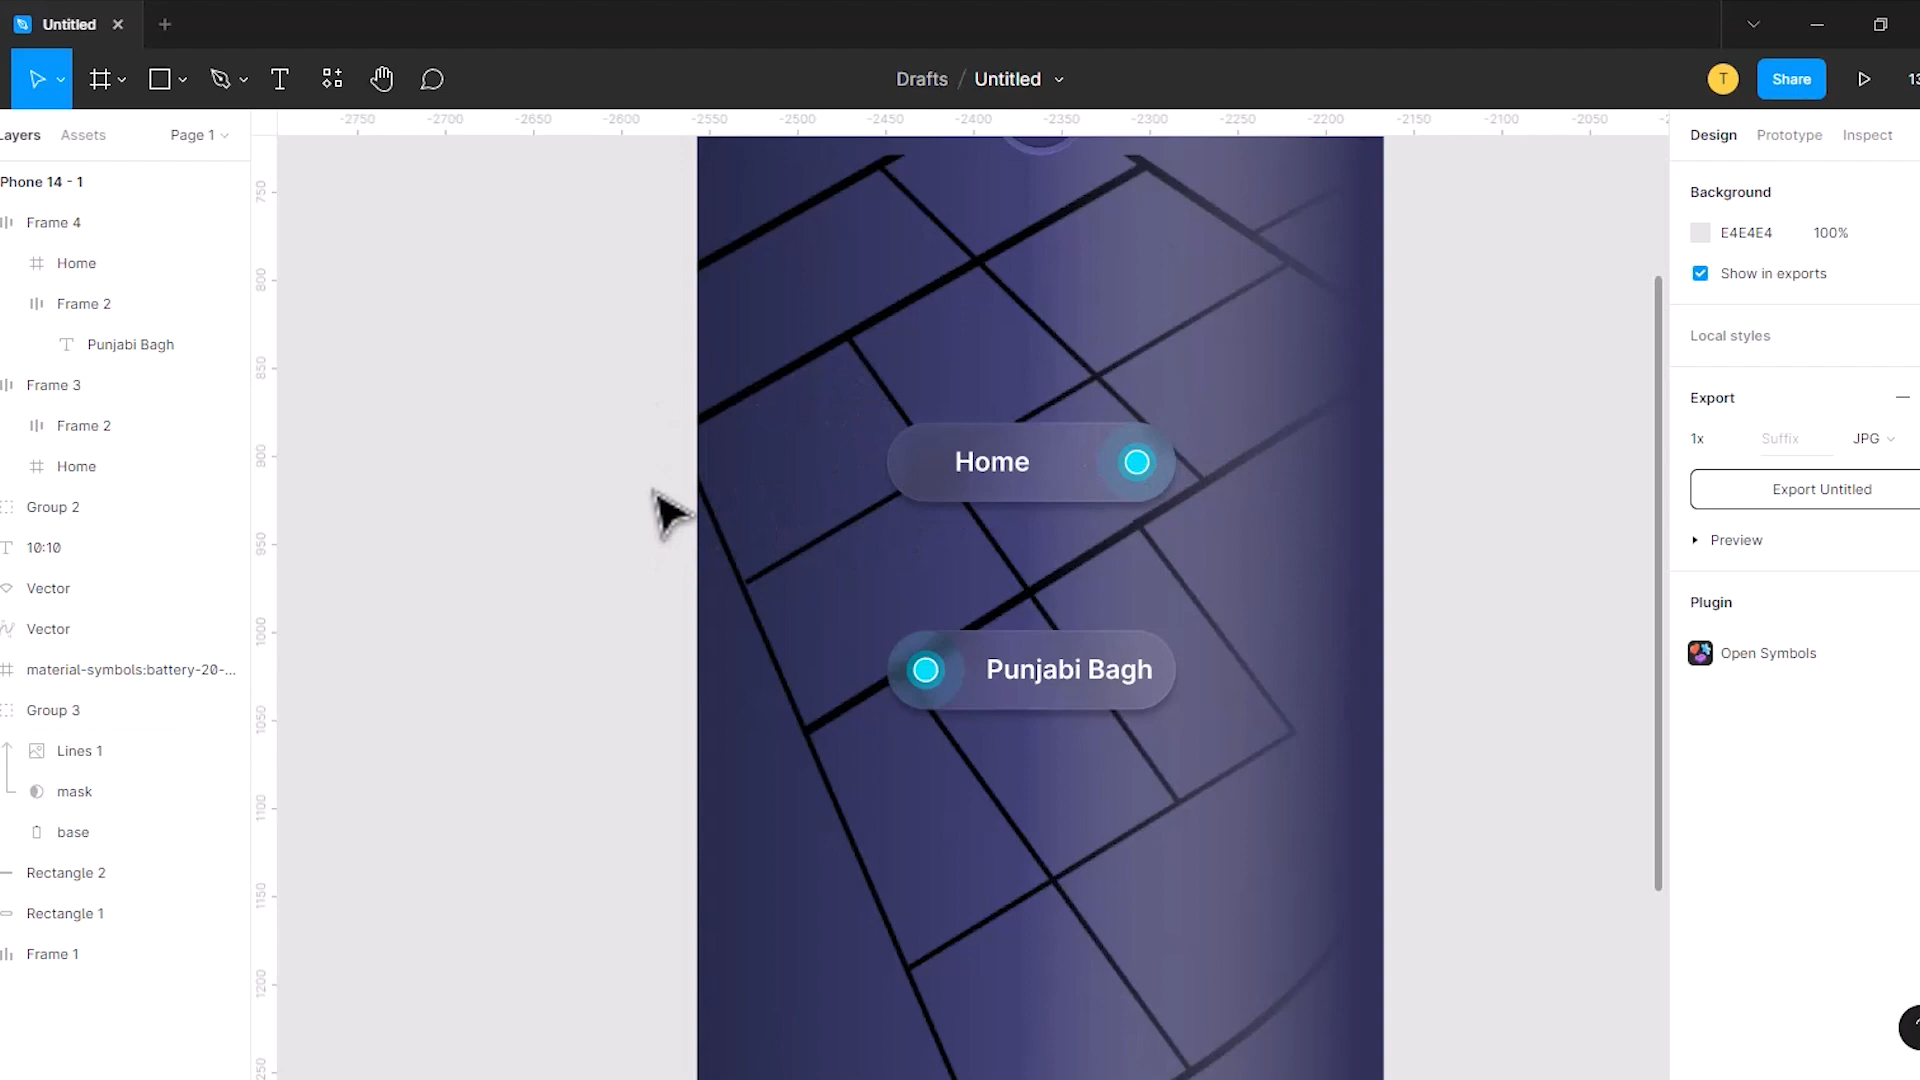 Untitled
Drafts / Untitled
T
Share
13
Layers
Assets
Page 1
-2750
-2700
-2650
-2600
-2550
-2500
-2450
-2400
-2350
-2300
-2250
-2200
-2150
-2100
-2050
Design
Prototype
Inspect
Phone 14 - 1
Frame 4
Home
Frame 2
Punjabi Bagh
Frame 3
Frame 2
Home
Group 2
10:10
Vector
Vector
material-symbols:battery-20-...
Group 3
Lines 1
mask
base
Rectangle 2
Rectangle 1
Frame 1
750
800
850
900
950
1000
1050
1100
1150
1200
250
Home
Punjabi Bagh
Background
E4E4E4 100%
Show in exports
Local styles
Export
1x Suffix JPG
Export Untitled
Preview
Plugin
Open Symbols